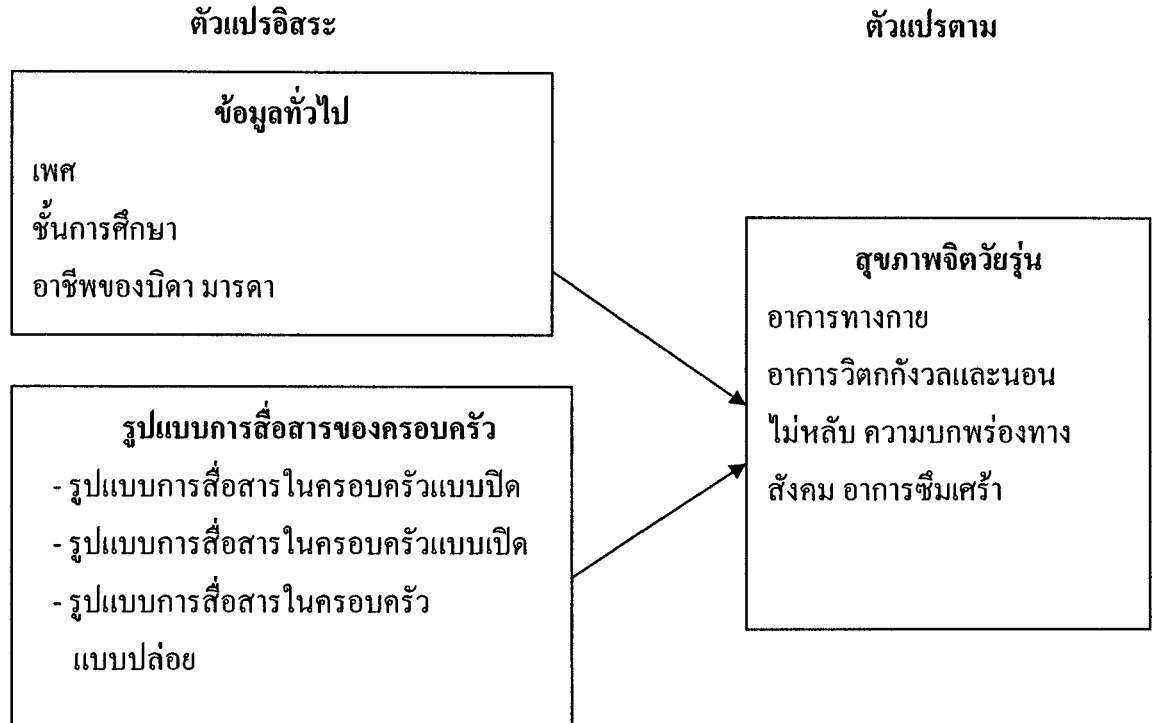 ตัวแปรอิสระ
ตัวแปรตาม
ข้อมูลทั่วไป
เพศ
ชั้นการศึกษา
อาชีพของบิดา มารดา
รูปแบบการสื่อสารของครอบครัว
- รูปแบบการสื่อสารในครอบครัวแบบปิด
- รูปแบบการสื่อสารในครอบครัวแบบเปิด
- รูปแบบการสื่อสารในครอบครัว
แบบปล่อย
สุขภาพจิตวัยรุ่น
อาการทางกาย
อาการวิตกกังวลและนอน
ไม่หลับ ความบกพร่องทาง
สังคม อาการซึมเศร้า